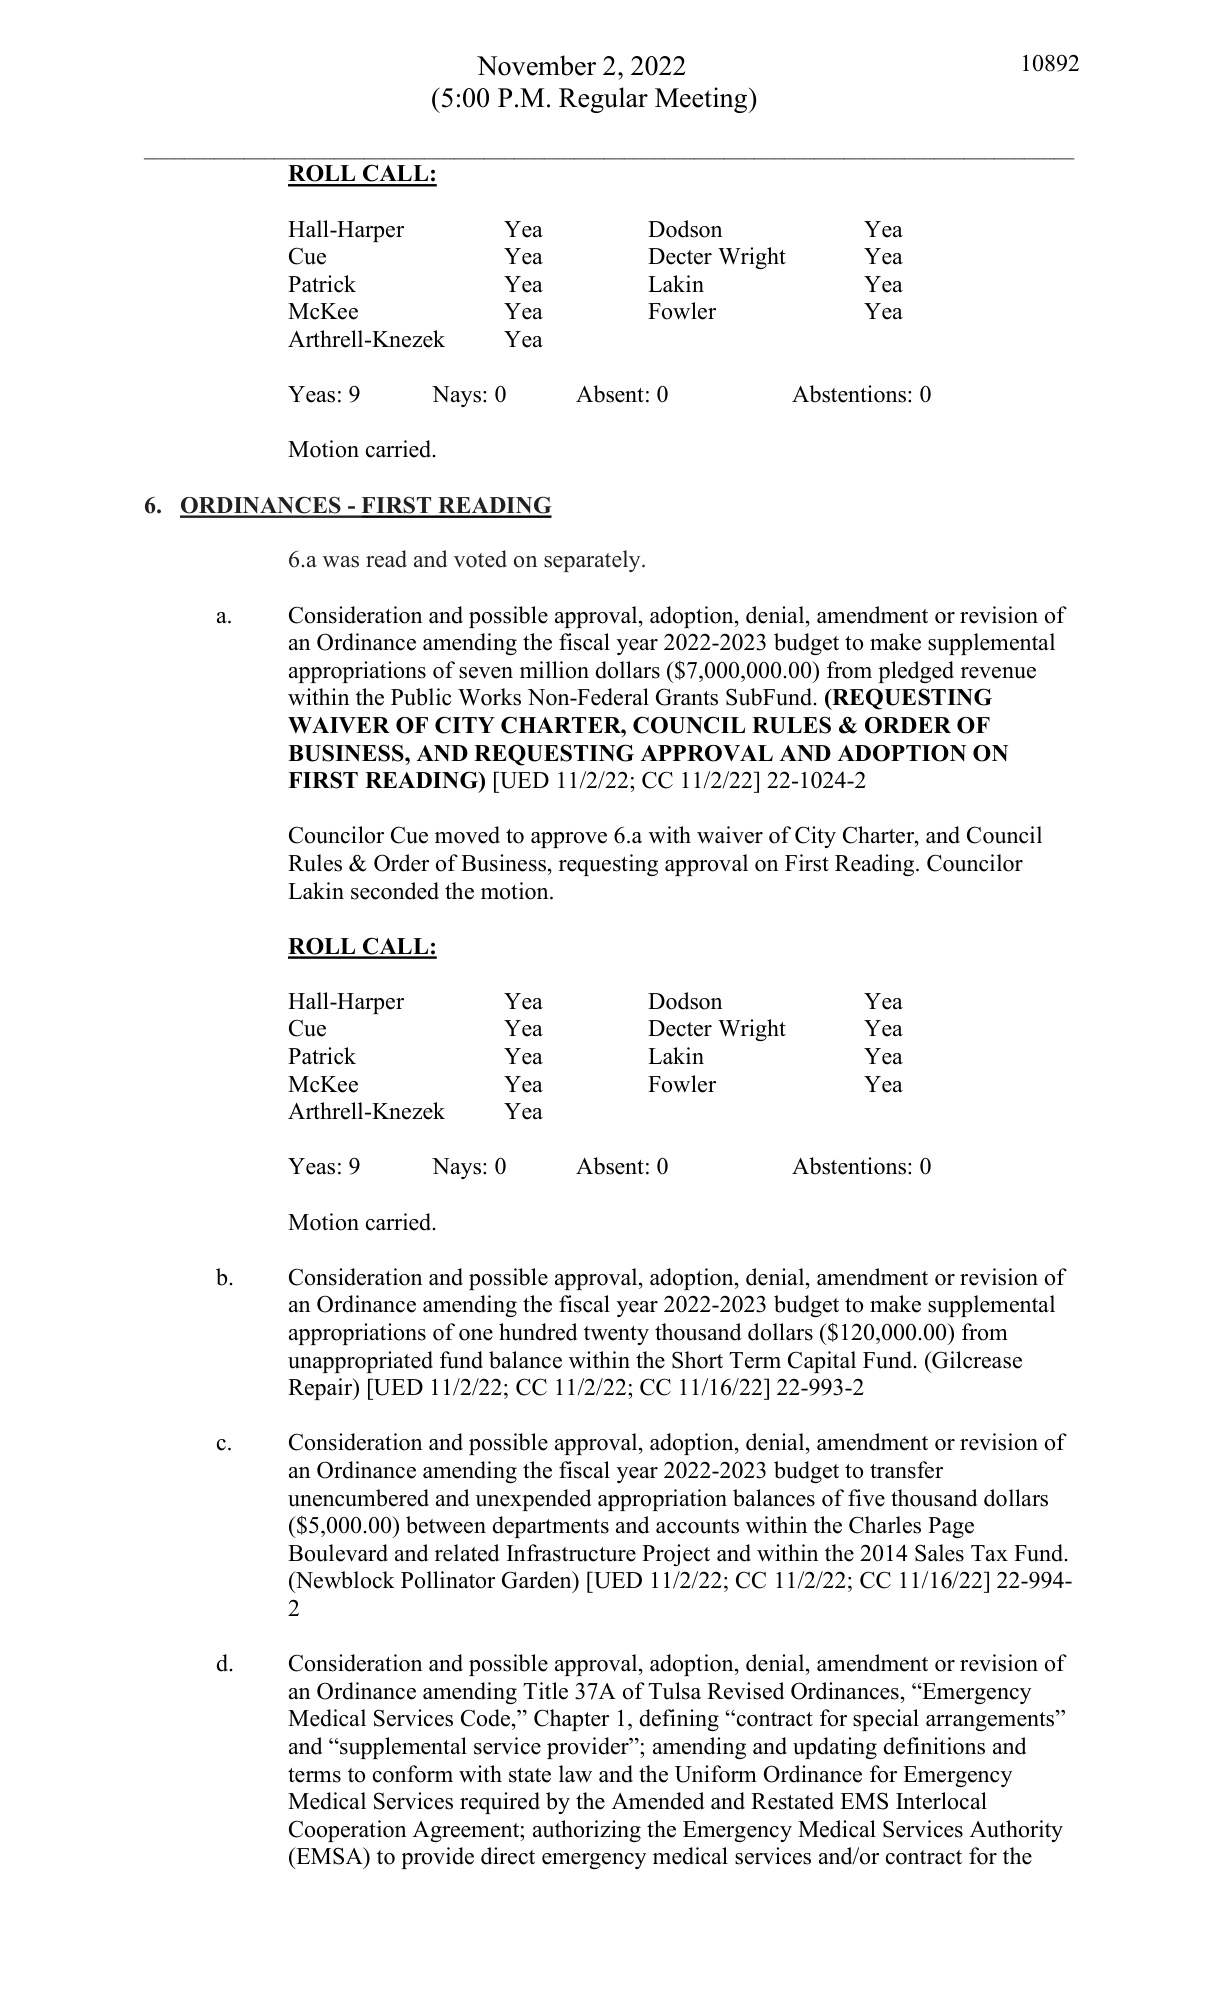 November 2, 2022
10892
(5:00 P.M. Regular Meeting)
ROLL CALL:
Hall-Harper Yea Dodson Yea
Cue Yea Decter Wright Yea
Patrick Yea Lakin Yea
McKee Yea Fowler Yea
Arthrell-Knezek Yea
Yeas: 9 Nays: 0 Absent: 0 Abstentions: 0
Motion carried.
6. ORDINANCES - FIRST READING
6.a was read and voted on separately.
a. Consideration and possible approval, adoption, denial, amendment or revision of
an Ordinance amending the fiscal year 2022-2023 budget to make supplemental
appropriations of seven million dollars ($7,000,000.00) from pledged revenue
within the Public Works Non-Federal Grants SubFund. (REQUESTING
WAIVER OF CITY CHARTER, COUNCIL RULES & ORDER OF
BUSINESS, AND REQUESTING APPROVAL AND ADOPTION ON
FIRST READING) [UED 11/2/22; CC 11/2/22] 22-1024-2
Councilor Cue moved to approve 6.a with waiver of City Charter, and Council
Rules & Order of Business, requesting approval on First Reading. Councilor
Lakin seconded the motion.
ROLL CALL:
Hall-Harper Yea Dodson Yea
Cue Yea Decter Wright Yea
Patrick Yea Lakin Yea
McKee Yea Fowler Yea
Arthrell-Knezek Yea
Yeas: 9 Nays: 0 Absent: 0 Abstentions: 0
Motion carried.
b. Consideration and possible approval, adoption, denial, amendment or revision of
an Ordinance amending the fiscal year 2022-2023 budget to make supplemental
appropriations of one hundred twenty thousand dollars ($120,000.00) from
unappropriated fund balance within the Short Term Capital Fund. (Gilcrease
Repair) [UED 11/2/22; CC 11/2/22; CC 11/16/22] 22-993-2
c. Consideration and possible approval, adoption, denial, amendment or revision of
an Ordinance amending the fiscal year 2022-2023 budget to transfer
unencumbered and unexpended appropriation balances of five thousand dollars
($5,000.00) between departments and accounts within the Charles Page
Boulevard and related Infrastructure Project and within the 2014 Sales Tax Fund.
(Newblock Pollinator Garden) [UED 11/2/22; CC 11/2/22; CC 11/16/22] 22-994-
2
d. Consideration and possible approval, adoption, denial, amendment or revision of
an Ordinance amending Title 37A of Tulsa Revised Ordinances, “Emergency
Medical Services Code,” Chapter 1, defining “contract for special arrangements”
and “supplemental service provider”; amending and updating definitions and
terms to conform with state law and the Uniform Ordinance for Emergency
Medical Services required by the Amended and Restated EMS Interlocal
Cooperation Agreement; authorizing the Emergency Medical Services Authority
(EMSA) to provide direct emergency medical services and/or contract for the